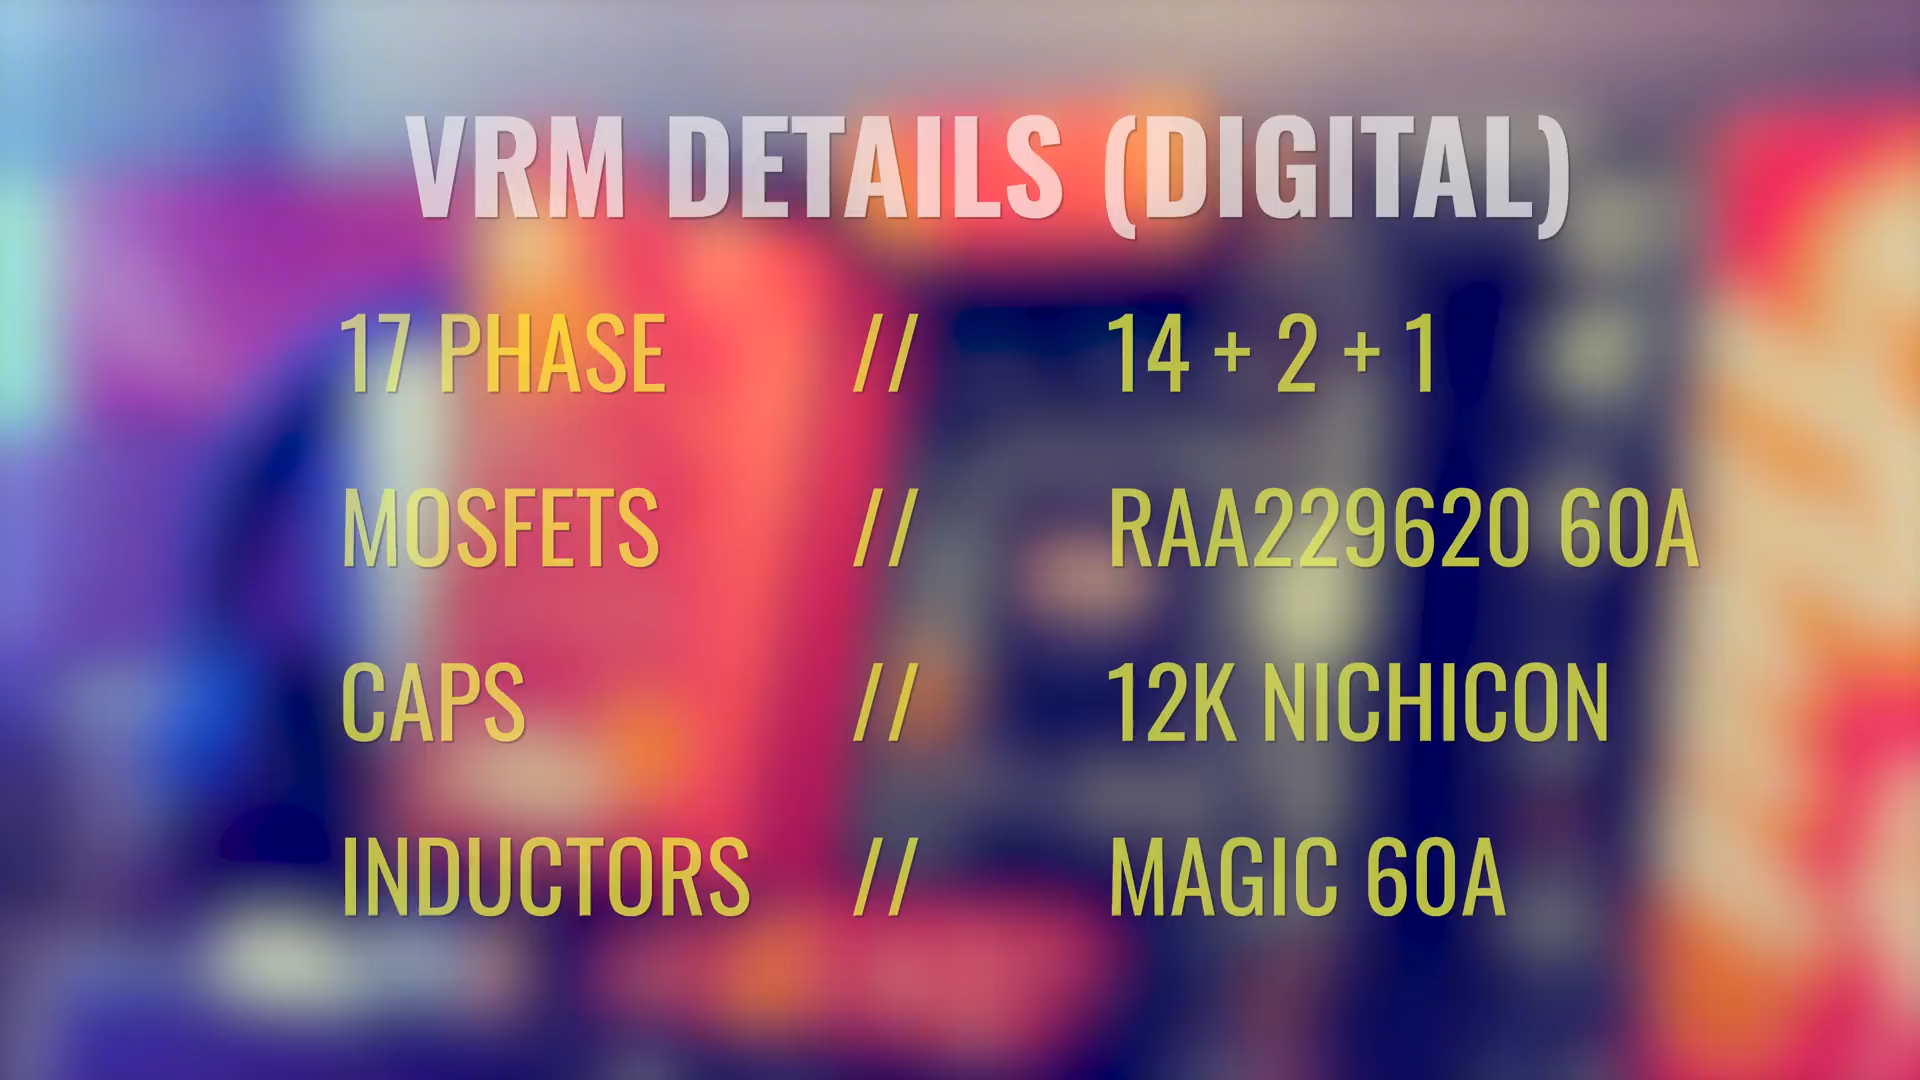 VRM DETAILS (DIGITAL)
17 PHASE // 14 + 2 + 1
MOSFETS // RAA229620 60A
CAPS // 12K NICHICON
INDUCTORS // MAGIC 60A